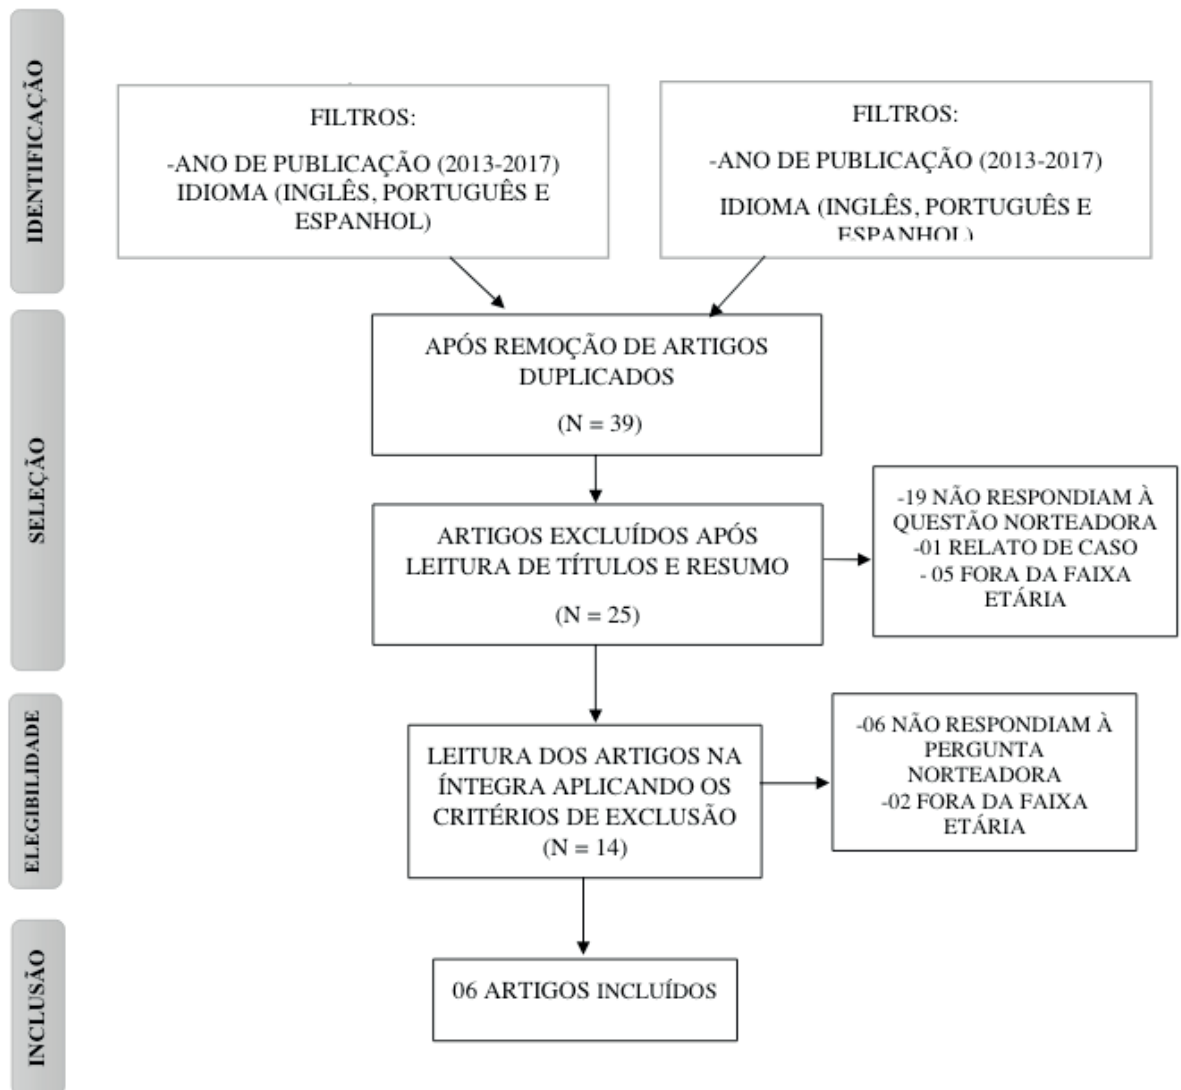 IDENTIFICAÇÃO
FILTROS:
-ANO DE PUBLICAÇÃO (2013-2017)
IDIOMA (INGLÊS, PORTUGUÊS E
ESPANHOL)
FILTROS:
-ANO DE PUBLICAÇÃO (2013-2017)
IDIOMA (INGLÊS, PORTUGUÊS E
ESPANHOL)
SELEÇÃO
APÓS REMOÇÃO DE ARTIGOS
DUPLICADOS
(N = 39)
ARTIGOS EXCLUÍDOS APÓS
LEITURA DE TÍTULOS E RESUMO
(N = 25)
-19 NÃO RESPONDIAM À
QUESTÃO NORTEADORA
-01 RELATO DE CASO
- 05 FORA DA FAIXA
ETÁRIA
ELEGIBILIDADE
LEITURA DOS ARTIGOS NA
ÍNTEGRA APLICANDO OS
CRITÉRIOS DE EXCLUSÃO
(N = 14)
-06 NÃO RESPONDIAM À
PERGUNTA
NORTEADORA
-02 FORA DA FAIXA
ETÁRIA
INCLUSÃO
06 ARTIGOS INCLUÍDOS